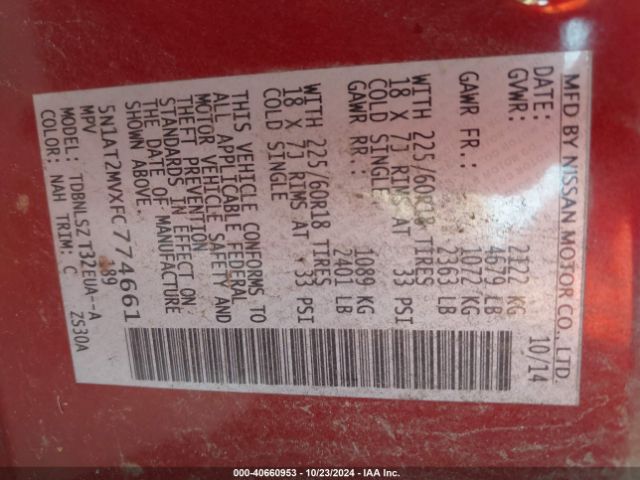 MFD BY NISSAN MOTOR CO., LTD.
DATE: 10/14
GVWR: 2122 KG
4679 LB
GAWR FR.: 1072 KG
2363 LB
WITH 225/60R18 TIRES
18 X 7J RIMS AT 33 PSI
COLD SINGLE
GAWR RR.: 1089 KG
2401 LB
WITH 225/60R18 TIRES
18 X 7J RIMS AT 33 PSI
COLD SINGLE
THIS VEHICLE CONFORMS TO
ALL APPLICABLE FEDERAL
MOTOR VEHICLE SAFETY AND
THEFT PREVENTION
STANDARDS IN EFFECT ON
THE DATE OF MANUFACTURE
SHOWN ABOVE.
5N1AT2MVXFC774661
MPV 89
MODEL: TDBNLSZ T32EUA--A
COLOR: NAH TRIM: C ZS30A
000-40660953 - 10/23/2024 - IAA Inc.